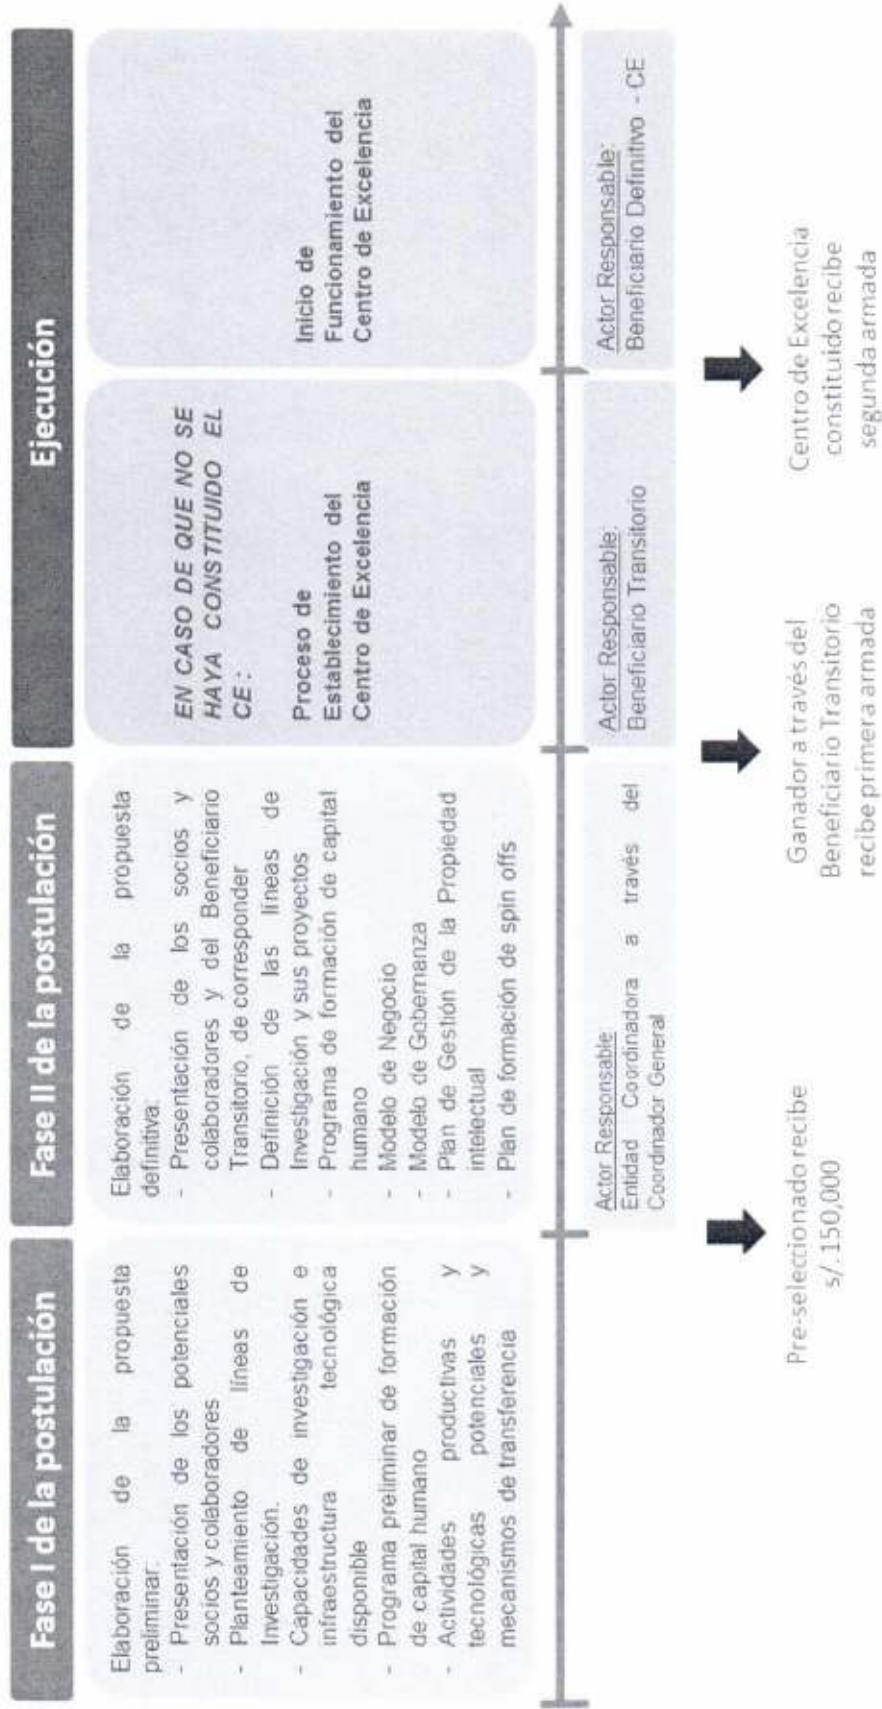 Fase I de la postulación
Elaboración de la propuesta
preliminar:
- Presentación de los potenciales
socios y colaboradores
- Planteamiento de líneas de
Investigación.
- Capacidades de investigación e
infraestructura tecnológica
disponible
- Programa preliminar de formación
de capital humano
- Actividades productivas y
tecnológicas potenciales y
mecanismos de transferencia
Fase II de la postulación
Elaboración de la propuesta
definitiva:
- Presentación de los socios y
colaboradores y del Beneficiario
Transitorio, de corresponder
- Definición de las líneas de
Investigación y sus proyectos
- Programa de formación de capital
humano
- Modelo de Negocio
- Modelo de Gobernanza
- Plan de Gestión de la Propiedad
intelectual
- Plan de formación de spin offs
Ejecución
EN CASO DE QUE NO SE
HAYA CONSTITUIDO EL
CE:
Proceso de
Establecimiento del
Centro de Excelencia
Inicio de
Funcionamiento del
Centro de Excelencia
Actor Responsable
Entidad Coordinadora a través del
Coordinador General
Actor Responsable:
Beneficiario Transitorio
Actor Responsable:
Beneficiario Definitivo - CE
Pre-seleccionado recibe
s/. 150,000
Ganador a través del
Beneficiario Transitorio
recibe primera armada
Centro de Excelencia
constituido recibe
segunda armada